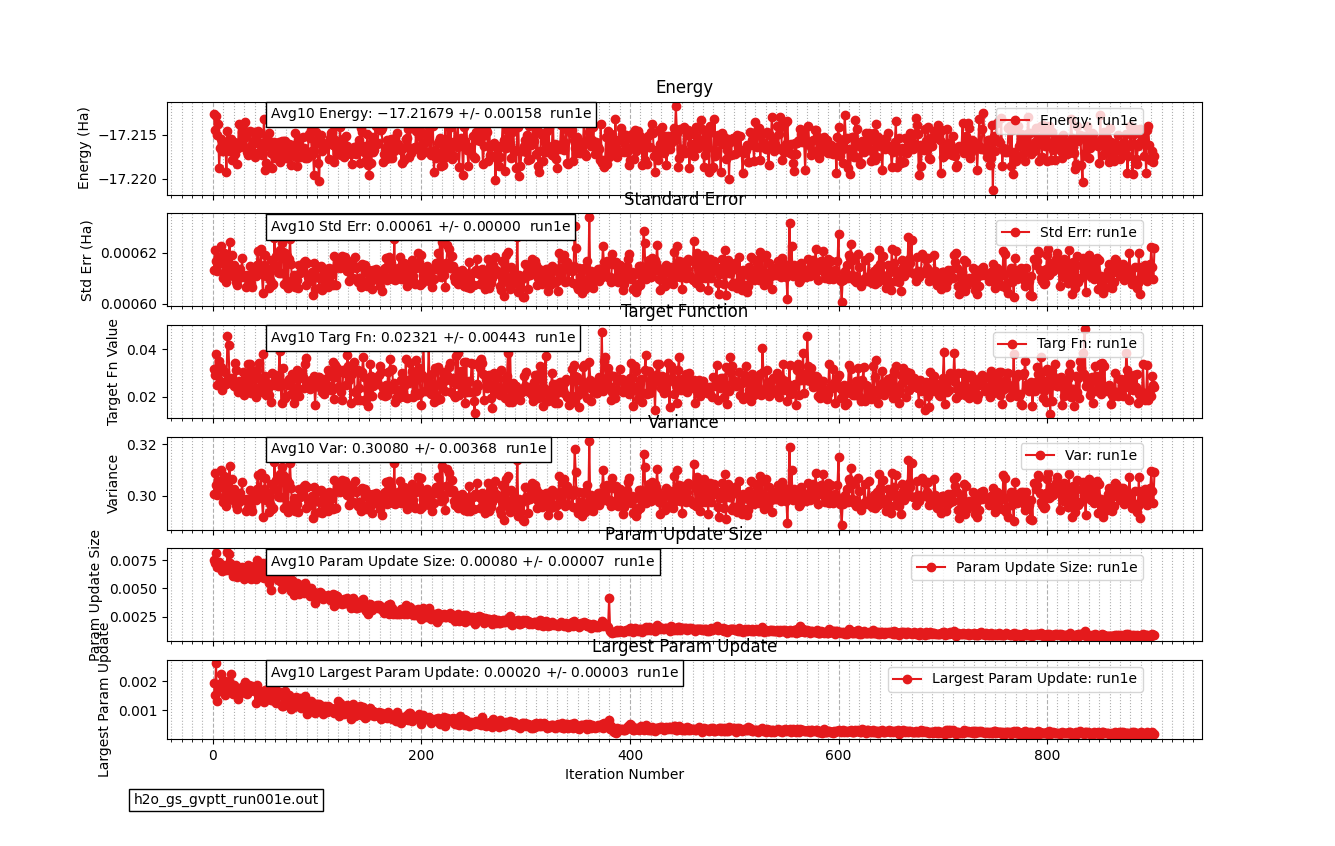 Energy
Avg10 Energy: −17.21679 +/- 0.00158 run1e
Energy: run1e
Energy (Ha)
−17.215
−17.220
Standard Error
Avg10 Std Err: 0.00061 +/- 0.00000 run1e
Std Err: run1e
Std Err (Ha)
0.00062
0.00060
Target Function
Avg10 Targ Fn: 0.02321 +/- 0.00443 run1e
Targ Fn: run1e
Target Fn Value
0.04
0.02
Variance
Avg10 Var: 0.30080 +/- 0.00368 run1e
Var: run1e
Variance
0.32
0.30
Param Update Size
Avg10 Param Update Size: 0.00080 +/- 0.00007 run1e
Param Update Size: run1e
Param Update Size
0.0075
0.0050
0.0025
Largest Param Update
Avg10 Largest Param Update: 0.00020 +/- 0.00003 run1e
Largest Param Update: run1e
Largest Param Update
0.002
0.001
0 200 400 600 800
Iteration Number
h2o_gs_gvptt_run001e.out